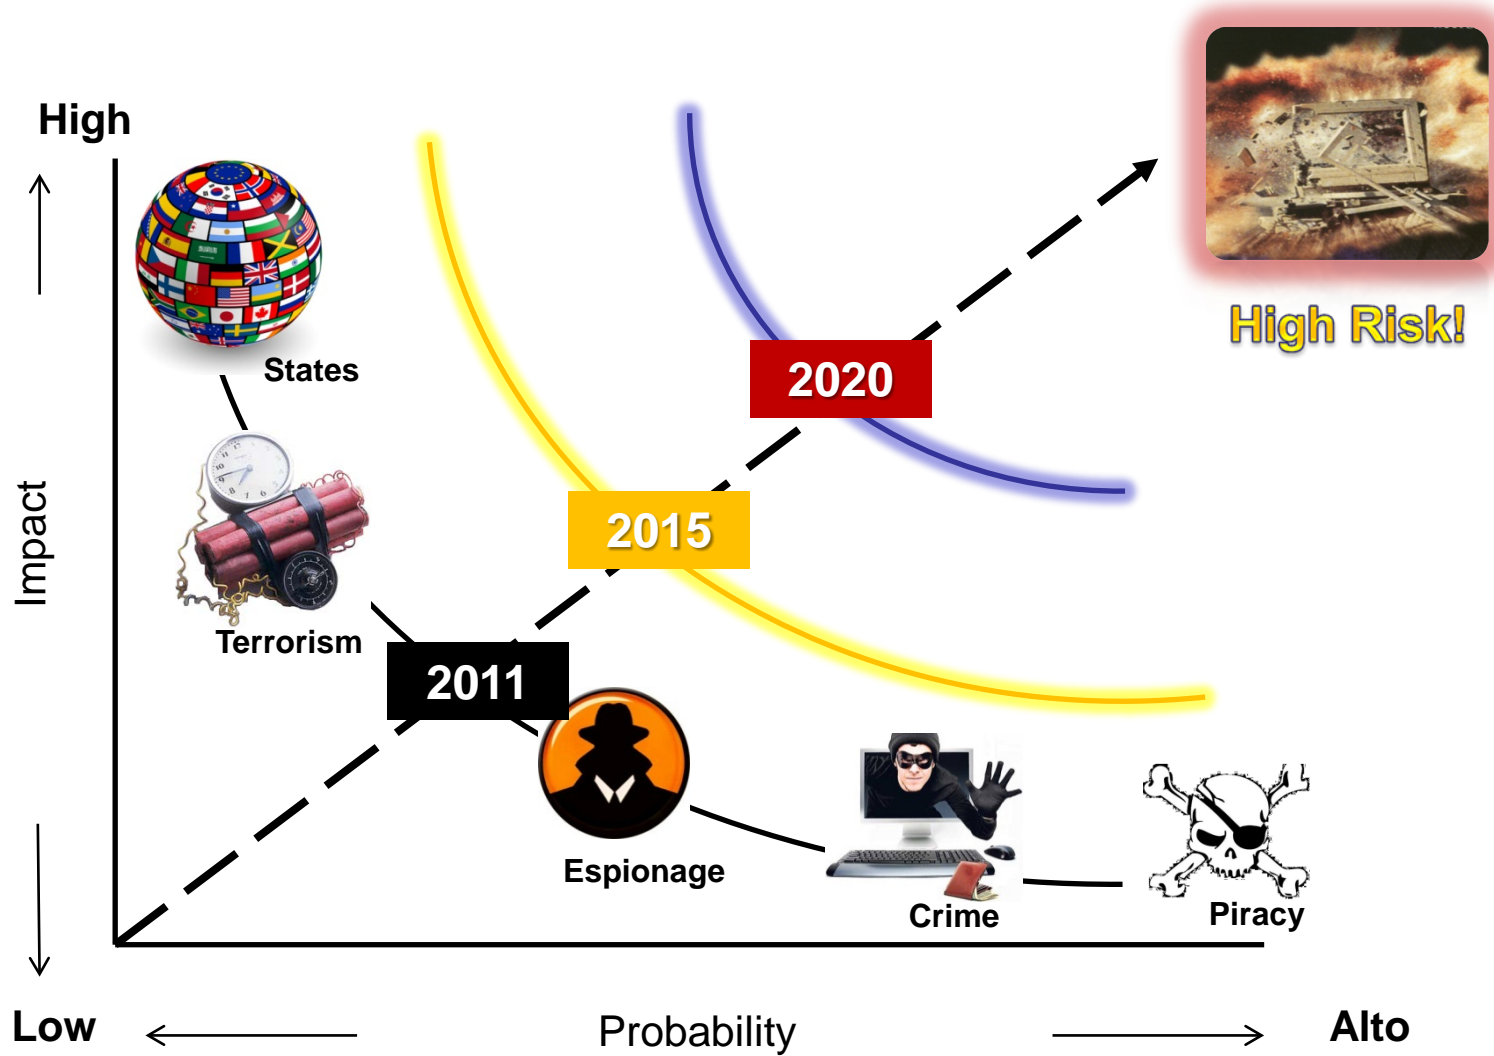 High
States
High Risk!
2020
Impact
2015
Terrorism
2011
Espionage
Crime
Piracy
Low
Probability
Alto